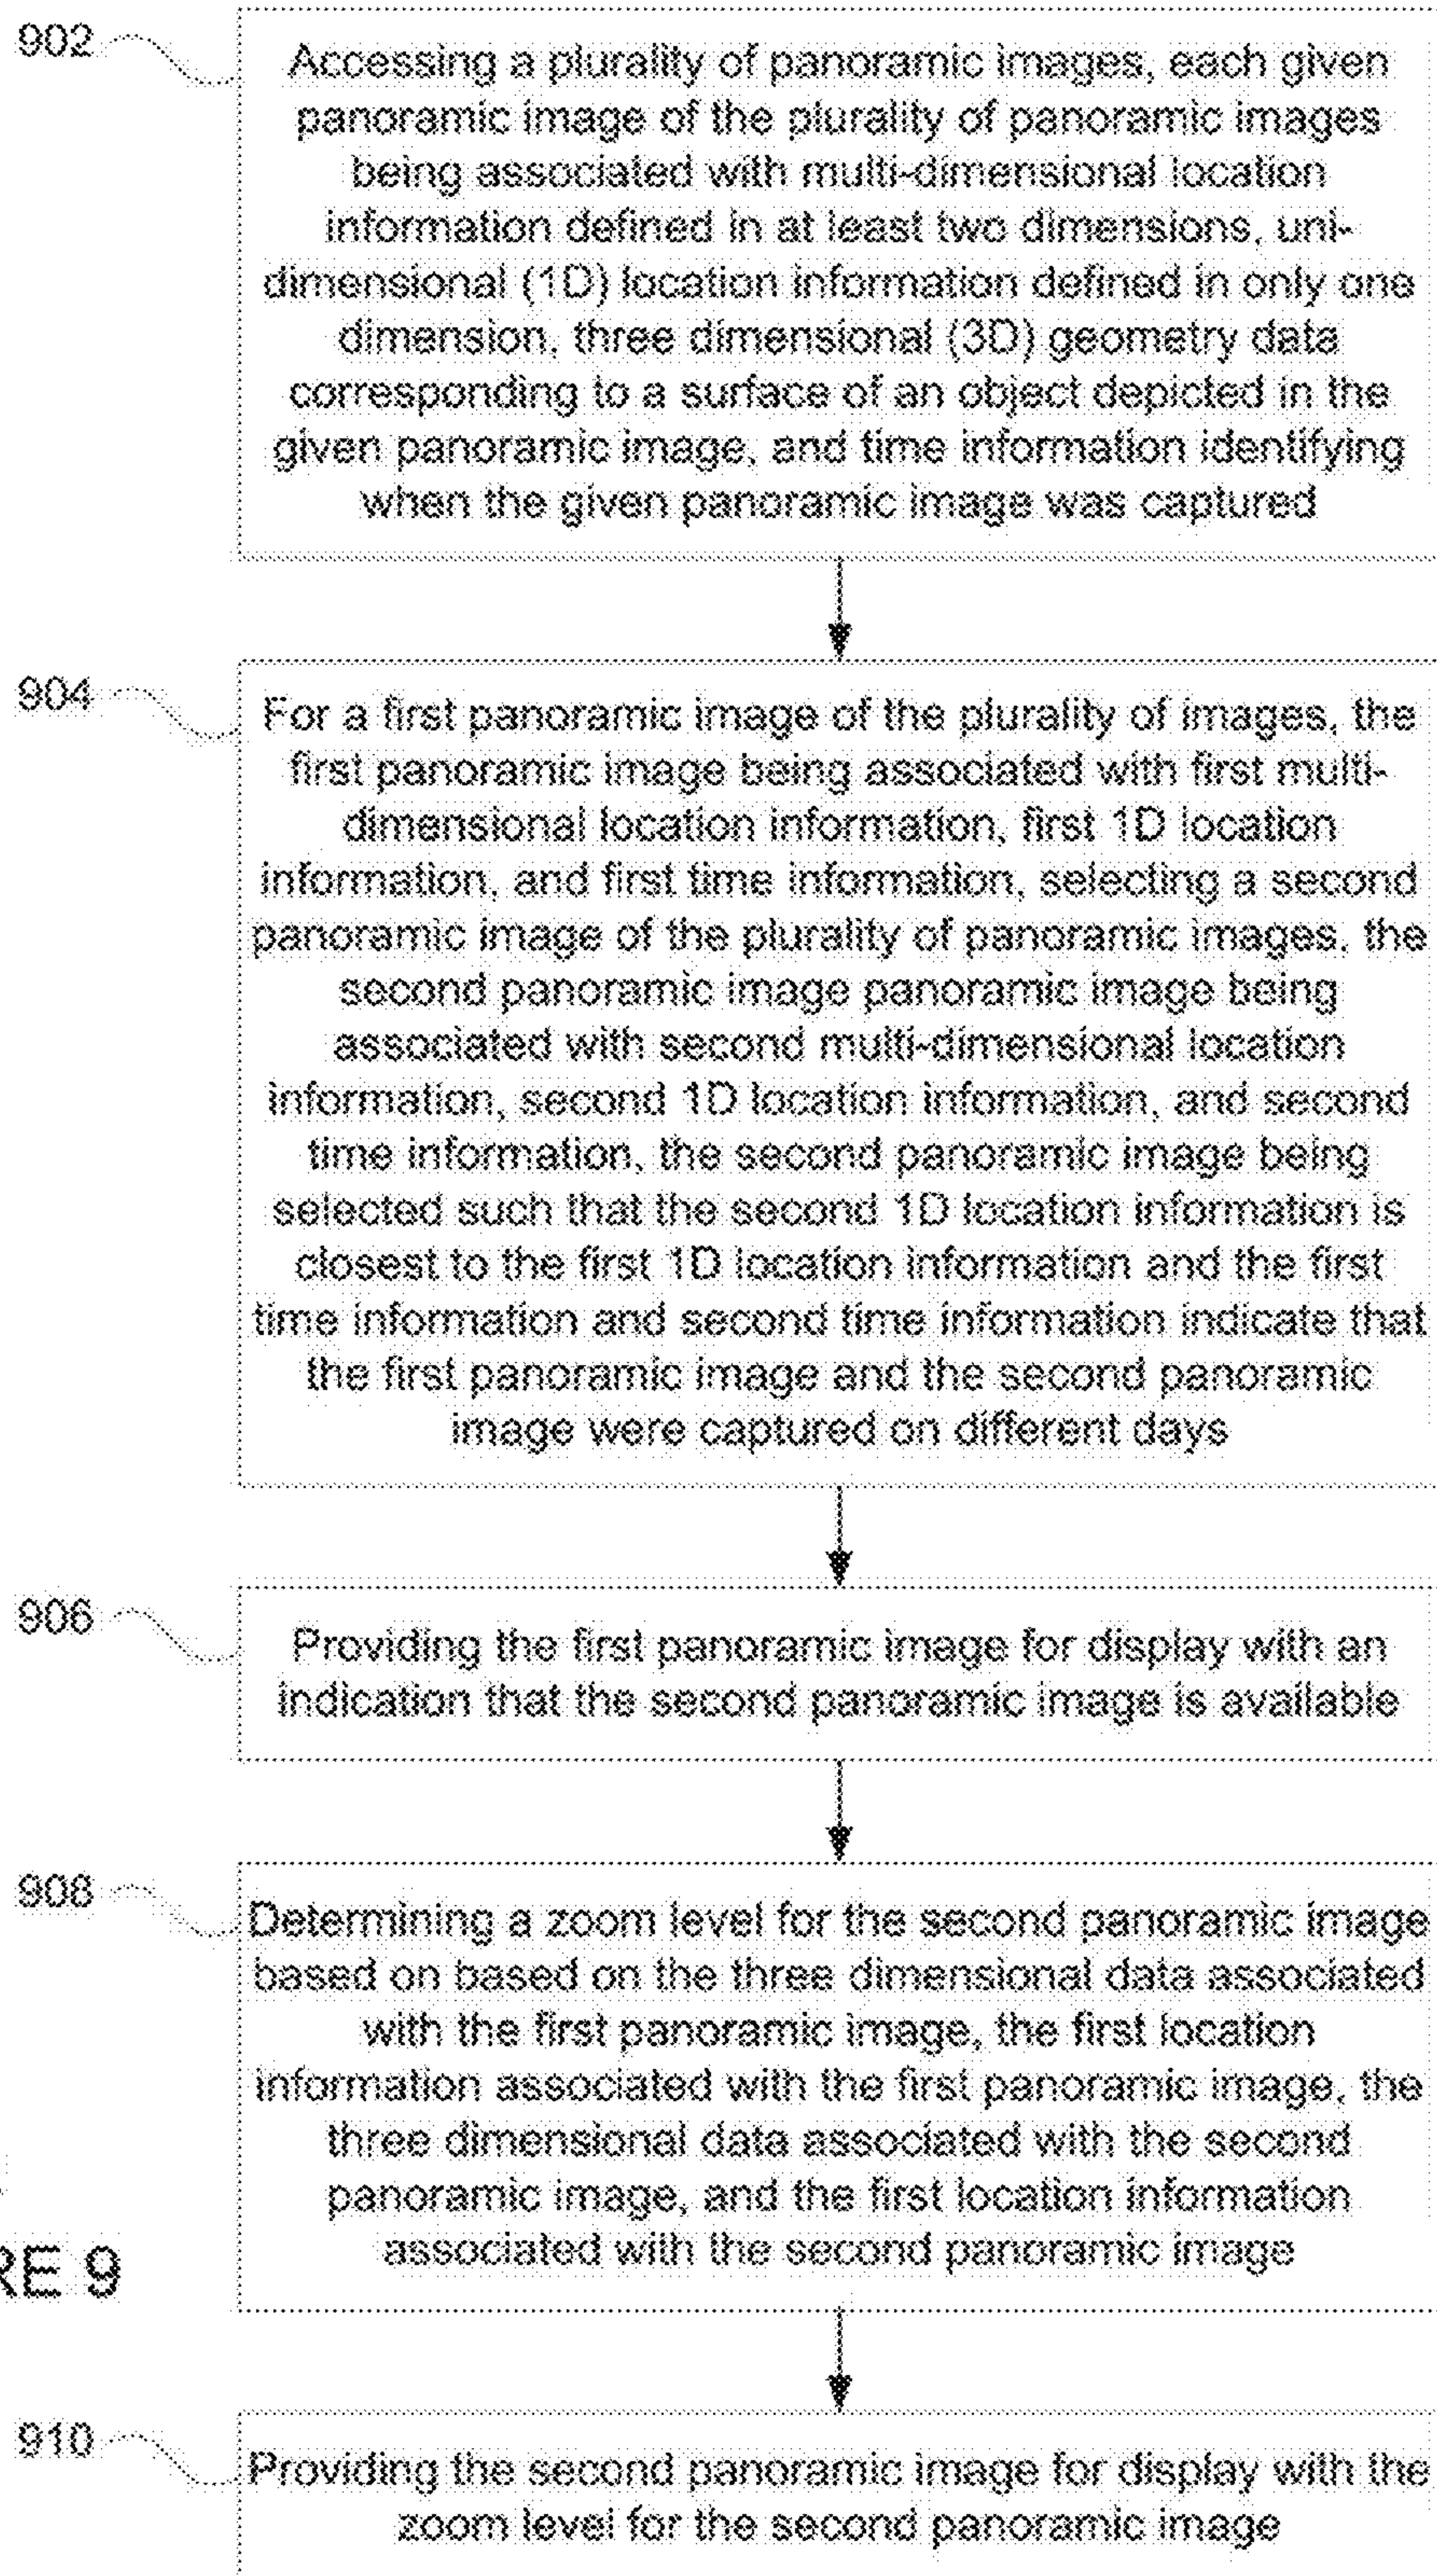 902
Accessing a plurality of panoramic images, each given
panoramic image of the plurality of panoramic images
being associated with multi-dimensional location
information defined in at least two dimensions, uni-
dimensional (1D) location information defined in only one
dimension, three dimensional (3D) geometry data
corresponding to a surface of an object depicted in the
given panoramic image, and time information identifying
when the given panoramic image was captured
904
For a first panoramic image of the plurality of images, the
first panoramic image being associated with first multi-
dimensional location information, first 1D location
information, and first time information, selecting a second
panoramic image of the plurality of panoramic images, the
second panoramic image panoramic image being
associated with second multi-dimensional location
information, second 1D location information, and second
time information, the second panoramic image being
selected such that the second 1D location information is
closest to the first 1D location information and the first
time information and second time information indicate that
the first panoramic image and the second panoramic
image were captured on different days
906
Providing the first panoramic image for display with an
indication that the second panoramic image is available
908
Determining a zoom level for the second panoramic image
based on based on the three dimensional data associated
with the first panoramic image, the first location
information associated with the first panoramic image, the
three dimensional data associated with the second
panoramic image, and the first location information
associated with the second panoramic image
RE 9
910
Providing the second panoramic image for display with the
zoom level for the second panoramic image